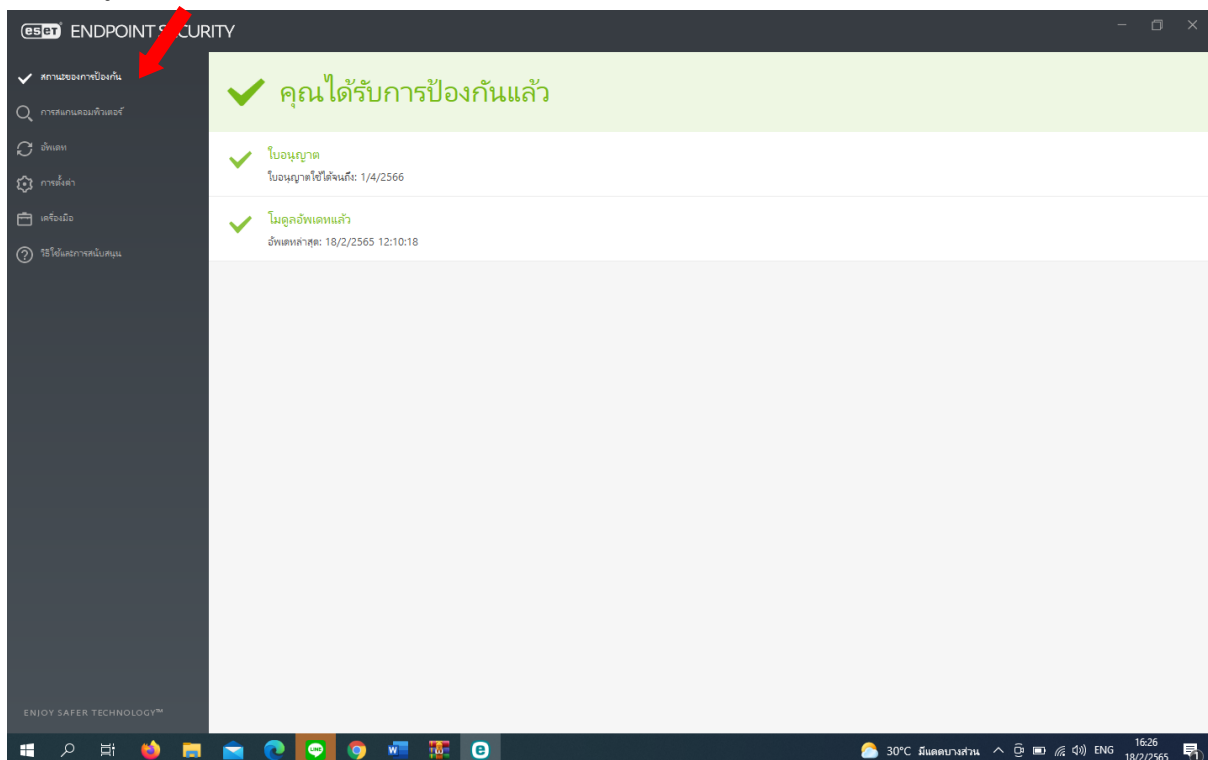 eset ENDPOINT SECURITY
สถานะของการป้องกัน
การสแกนคอมพิวเตอร์
อัพเดท
การตั้งค่า
เครื่องมือ
วิธีใช้และการสนับสนุน
คุณได้รับการป้องกันแล้ว
ใบอนุญาต
ใบอนุญาตใช้ได้จนถึง: 1/4/2566
โมดูลอัพเดทแล้ว
อัพเดทล่าสุด: 18/2/2565 12:10:18
ENJOY SAFER TECHNOLOGY™
30°C มีแดดบางส่วน ENG 16:26
18/2/2565